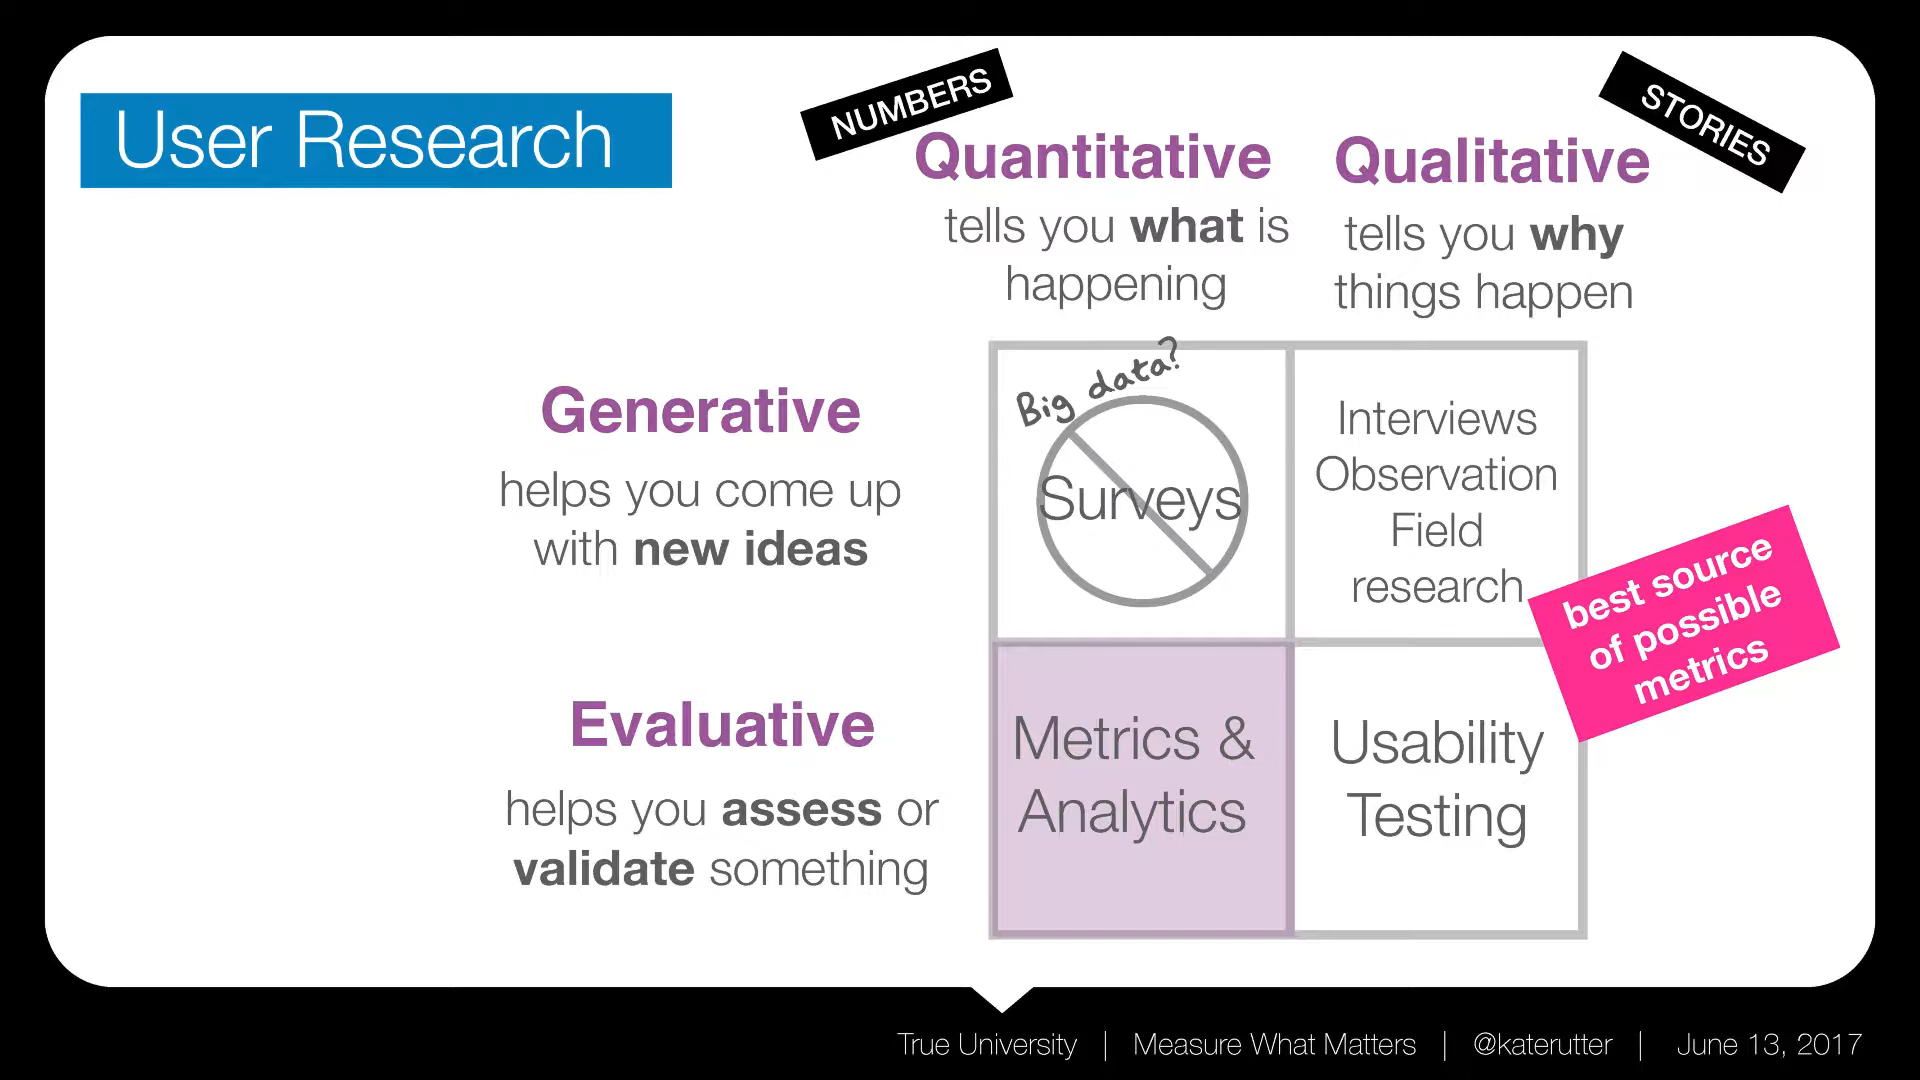 User Research
NUMBERS
Quantitative
tells you what is
happening
STORIES
Qualitative
tells you why
things happen
Generative
helps you come up
with new ideas
Big data?
Surveys
Interviews
Observation
Field
research
best source
of possible
metrics
Evaluative
helps you assess or
validate something
Metrics &
Analytics
Usability
Testing
True University | Measure What Matters | @katerutter | June 13, 2017